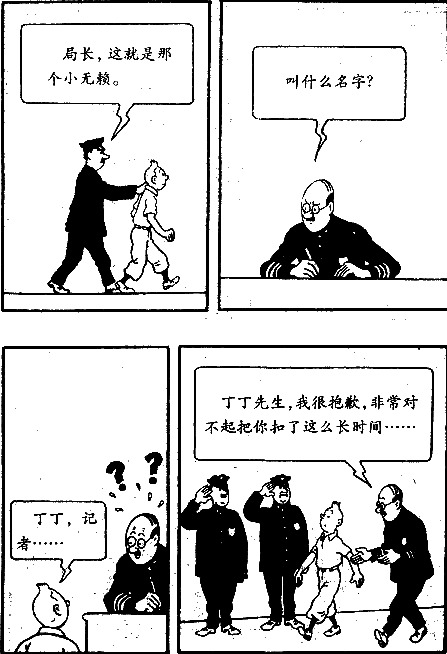 局长，这就是那
个小无赖。
叫什么名字？
丁丁，记
者……
丁丁先生，我很抱歉，非常对
不起把你扣了这么长时间……
? ?